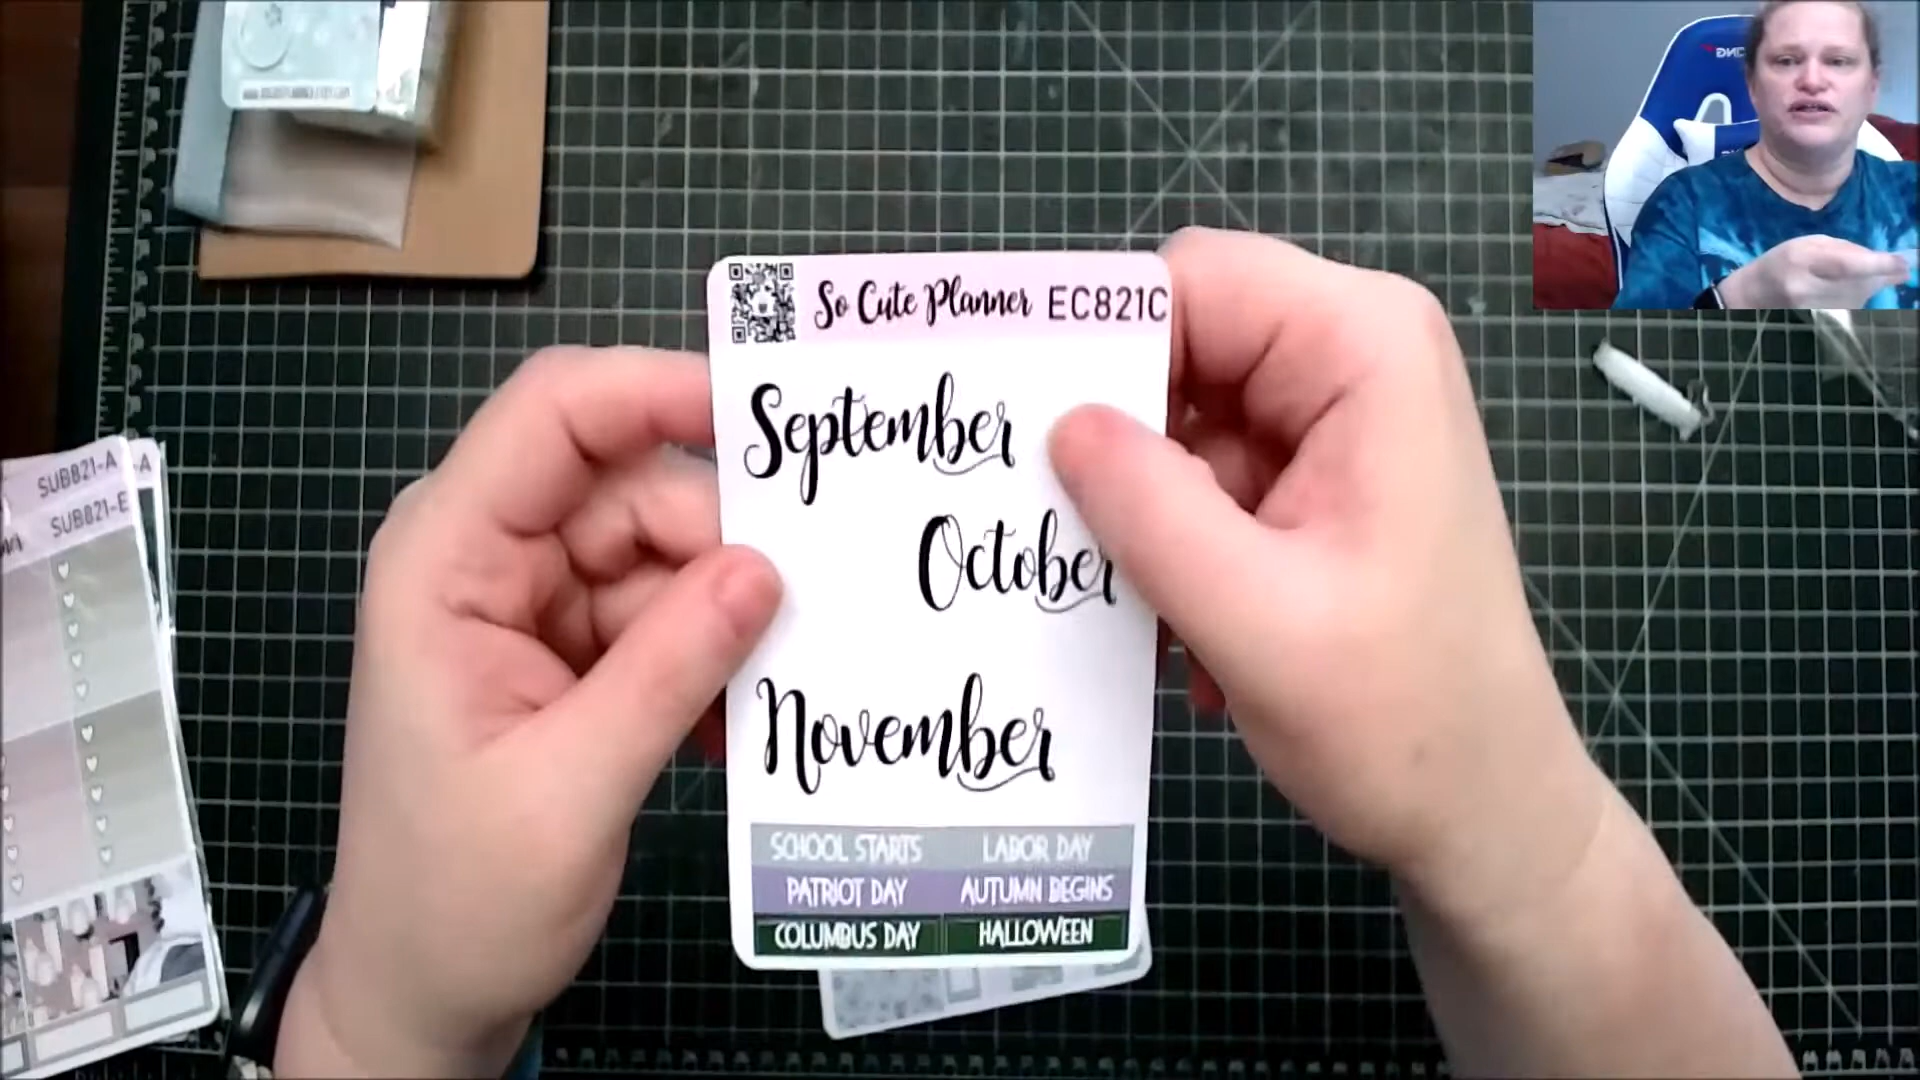 So Cute Planner EC821C
September
October
November
SCHOOL STARTS LABOR DAY
PATRIOT DAY AUTUMN BEGINS
COLUMBUS DAY HALLOWEEN
SUB821-A
-A
SUB821-E